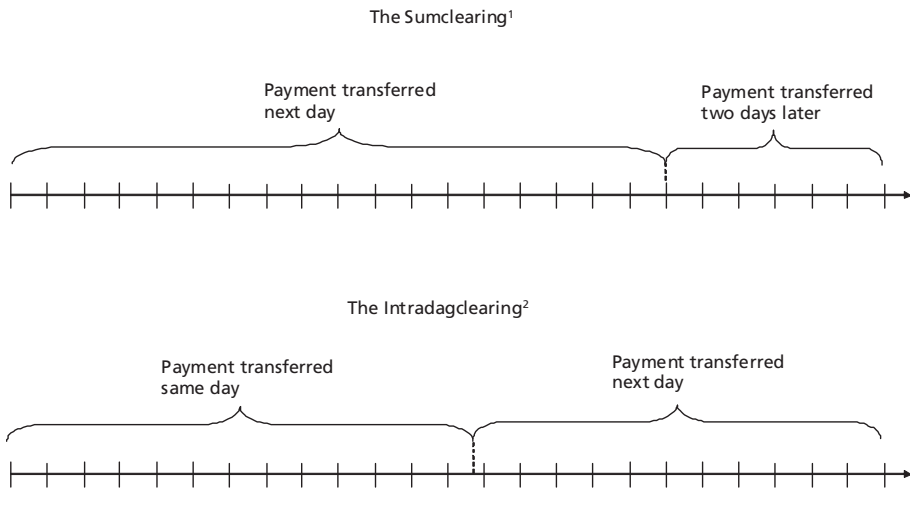 The Sumclearing¹
Payment transferred
next day
Payment transferred
two days later
The Intradagclearing²
Payment transferred
same day
Payment transferred
next day